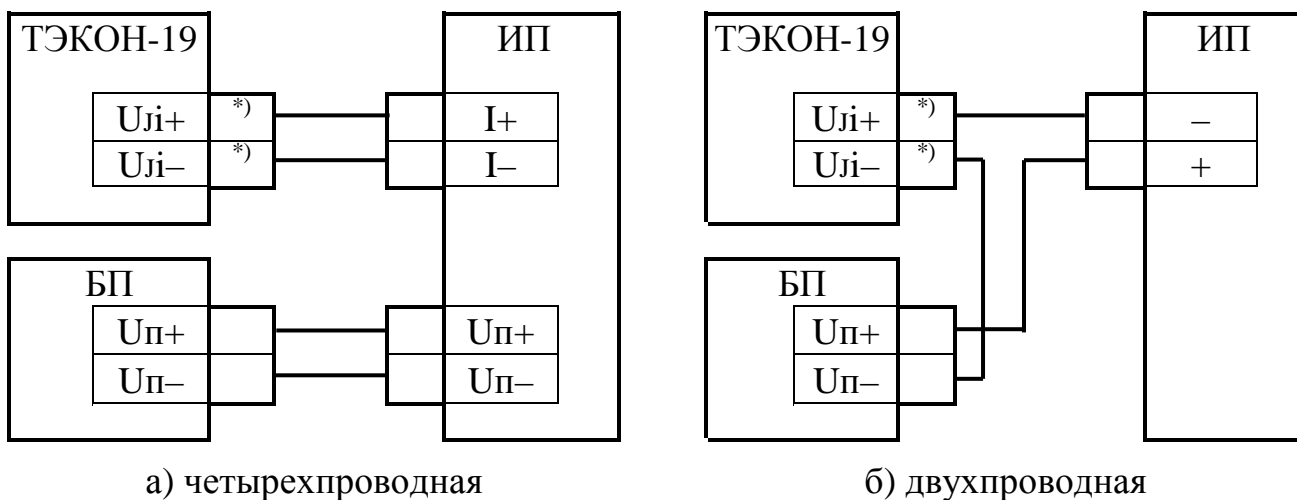 ТЭКОН-19 ИП
UJi+ *) I+
UJi– *) I–
БП
Uп+ Uп+
Uп– Uп–
а) четырехпроводная
ТЭКОН-19 ИП
UJi+ *) –
UJi– *) +
БП
Uп+
Uп–
б) двухпроводная